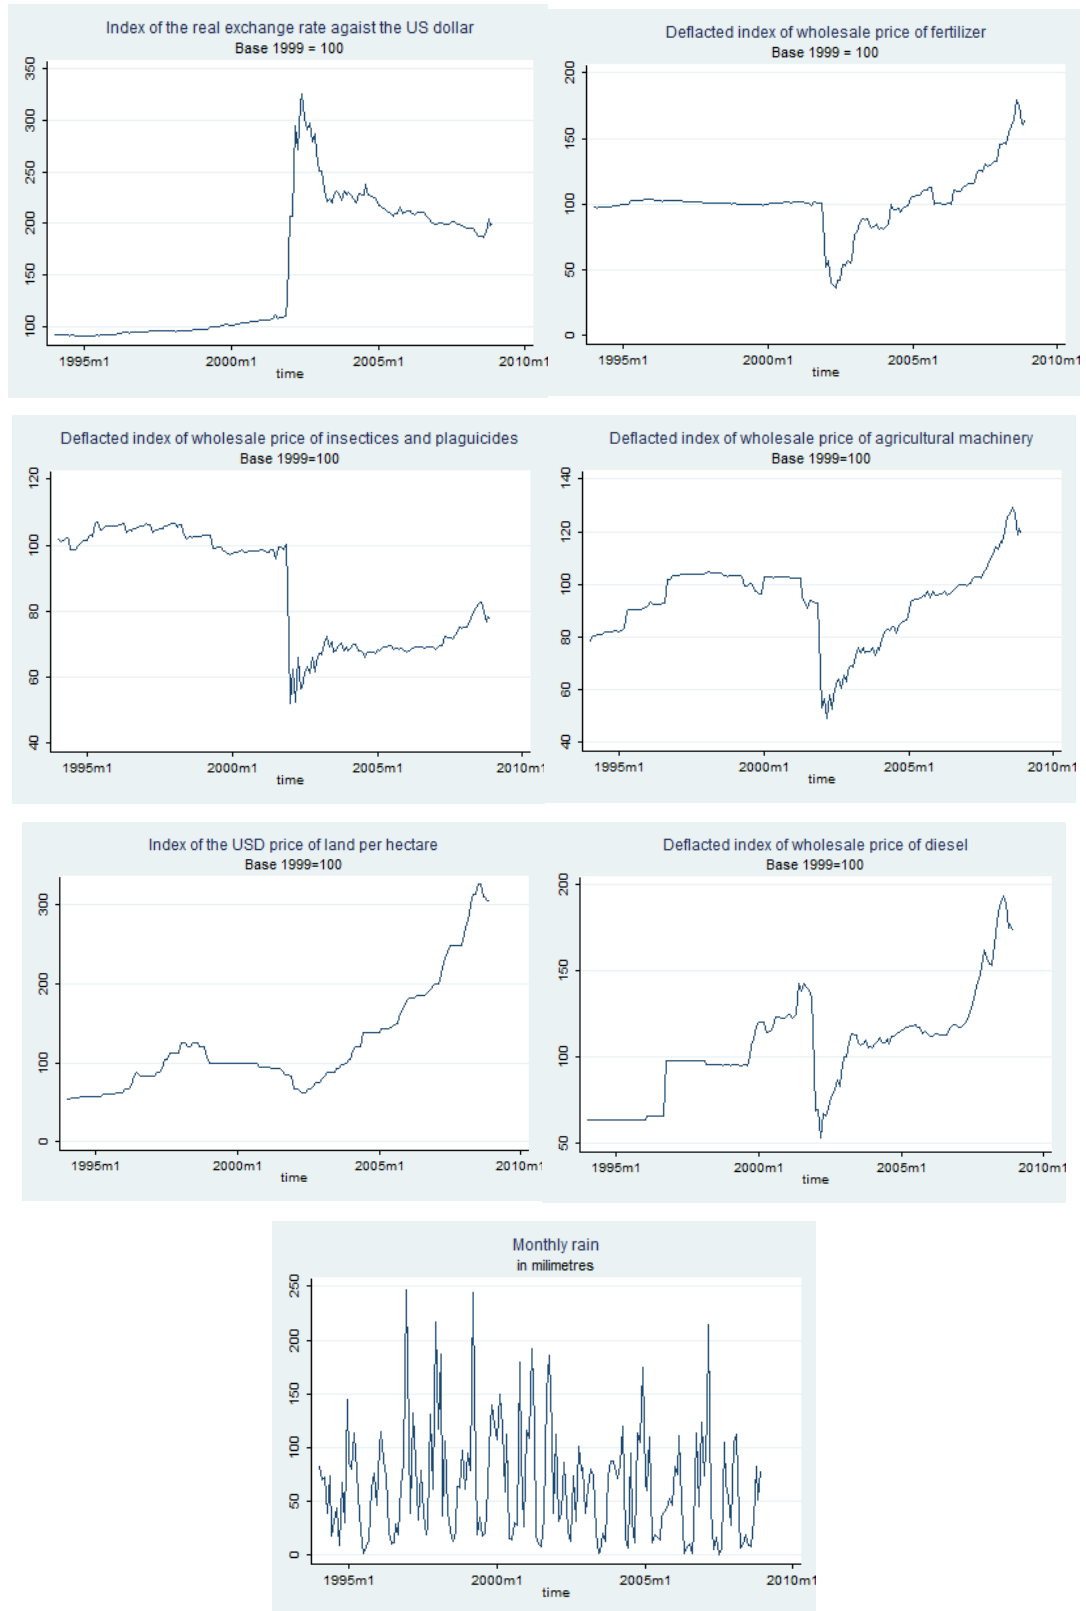 Index of the real exchange rate agaist the US dollar
Base 1999 = 100
350
300
250
200
150
100
1995m1 2000m1 2005m1 2010m1
time
Deflacted index of wholesale price of fertilizer
Base 1999 = 100
200
150
100
50
0
1995m1 2000m1 2005m1 2010m1
time
Deflacted index of wholesale price of insectices and plaguicides
Base 1999=100
120
100
80
60
40
1995m1 2000m1 2005m1 2010m1
time
Deflacted index of wholesale price of agricultural machinery
Base 1999=100
140
120
100
80
60
40
1995m1 2000m1 2005m1 2010m1
time
Index of the USD price of land per hectare
Base 1999=100
300
200
100
0
1995m1 2000m1 2005m1 2010m1
time
Deflacted index of wholesale price of diesel
Base 1999=100
200
150
100
50
1995m1 2000m1 2005m1 2010m1
time
Monthly rain
in milimetres
250
200
150
100
50
0
1995m1 2000m1 2005m1 2010m1
time